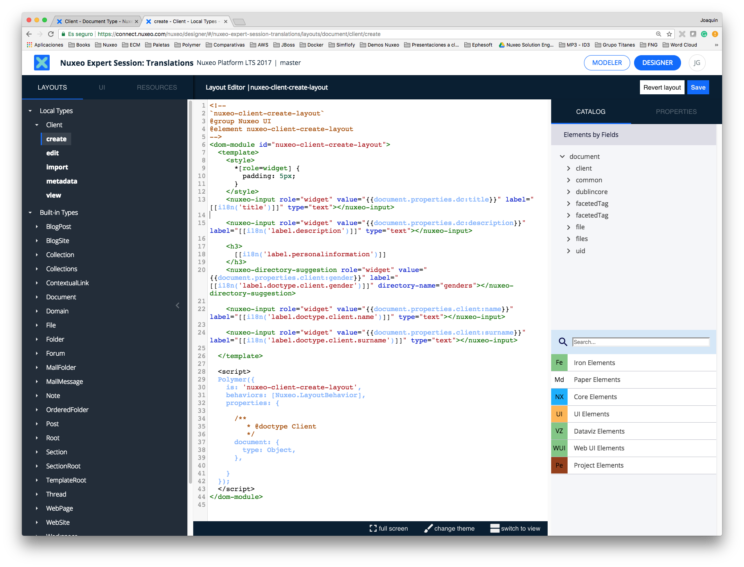 Client - Document Type - Nux
create - Client - Local Types -
Joaquin
Es seguro https://connect.nuxeo.com/nuxeo/designer/#/nuxeo-expert-session-translations/layouts/document/client/create
Aplicaciones Books Nuxeo ECM Paletas Polymer Comparativas AWS JBoss Docker Simfioly Demos Nuxeo Presentaciones a cl... Ephesoft Nuxeo Solution Eng... MP3 - ID3 Grupo Titanes PNG Word Cloud »
Nuxeo Expert Session: Translations Nuxeo Platform LTS 2017 | master MODELER DESIGNER JG
LAYOUTS UI RESOURCES Layout Editor |nuxeo-client-create-layout Revert layout Save
Local Types
Client
create
edit
import
metadata
view
Built-in Types
BlogPost
BlogSite
Collection
Collections
ContextualLink
Document
Domain
File
Folder
Forum
MailFolder
MailMessage
Note
OrderedFolder
Post
Root
Section
SectionRoot
TemplateRoot
Thread
WebPage
WebSite
1 <!--
2 `nuxeo-client-create-layout`
3 @group Nuxeo UI
4 @element nuxeo-client-create-layout
5 -->
6 <dom-module id="nuxeo-client-create-layout">
7 <template>
8 <style>
9 *[role=widget] {
10 padding: 5px;
11 }
12 </style>
13 <nuxeo-input role="widget" value="{{document.properties.dc:title}}" label="
[[i18n('title')]]" type="text"></nuxeo-input>
14
15 <nuxeo-input role="widget" value="{{document.properties.dc:description}}"
label="[[i18n('label.description')]]" type="text"></nuxeo-input>
16
17 <h3>
18 [[i18n('label.personalinformation')]]
19 </h3>
20 <nuxeo-directory-suggestion role="widget" value="
{{document.properties.client:gender}}" label="
[[i18n('label.doctype.client.gender')]]" directory-name="genders"></nuxeo-
directory-suggestion>
21
22 <nuxeo-input role="widget" value="{{document.properties.client:name}}"
label="[[i18n('label.doctype.client.name')]]" type="text"></nuxeo-input>
23
24 <nuxeo-input role="widget" value="{{document.properties.client:surname}}"
label="[[i18n('label.doctype.client.surname')]]" type="text"></nuxeo-input>
25
26 </template>
27
28 <script>
29 Polymer({
30 is: 'nuxeo-client-create-layout',
31 behaviors: [Nuxeo.LayoutBehavior],
32 properties: {
33
34 /**
35 * @doctype Client
36 */
37 document: {
38 type: Object,
39 },
40
41 }
42 });
43 </script>
44 </dom-module>
45
full screen change theme switch to view
CATALOG PROPERTIES
Elements by Fields
document
client
common
dublincore
facetedTag
facetedTag
file
files
uid
Search...
Fe Iron Elements
Md Paper Elements
NX Core Elements
UI UI Elements
VZ Dataviz Elements
WUI Web UI Elements
Pe Project Elements